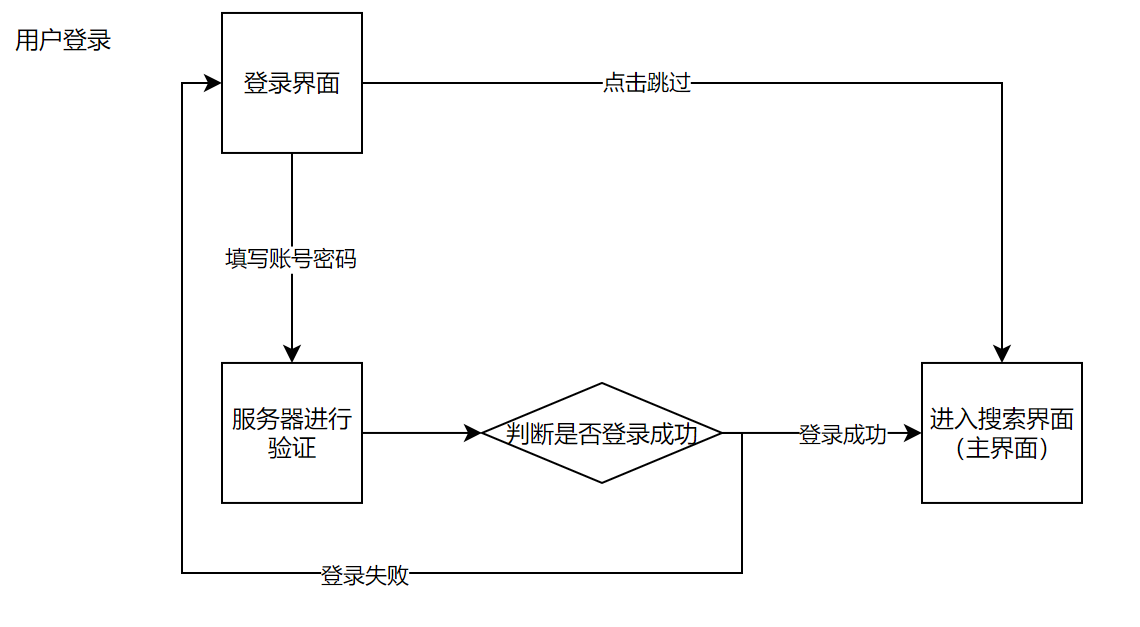 用户登录
登录界面
点击跳过
填写账号密码
服务器进行
验证
判断是否登录成功
登录成功
进入搜索界面
（主界面）
登录失败